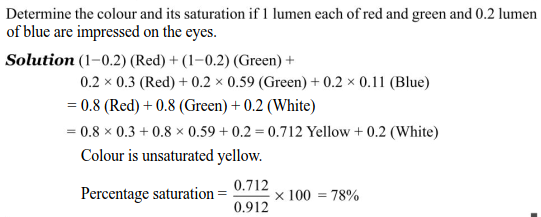 Determine the colour and its saturation if 1 lumen each of red and green and 0.2 lumen
of blue are impressed on the eyes.
Solution (1–0.2) (Red) + (1–0.2) (Green) +
0.2 × 0.3 (Red) + 0.2 × 0.59 (Green) + 0.2 × 0.11 (Blue)
= 0.8 (Red) + 0.8 (Green) + 0.2 (White)
= 0.8 × 0.3 + 0.8 × 0.59 + 0.2 = 0.712 Yellow + 0.2 (White)
Colour is unsaturated yellow.
Percentage saturation = 0.712/0.912 × 100 = 78%